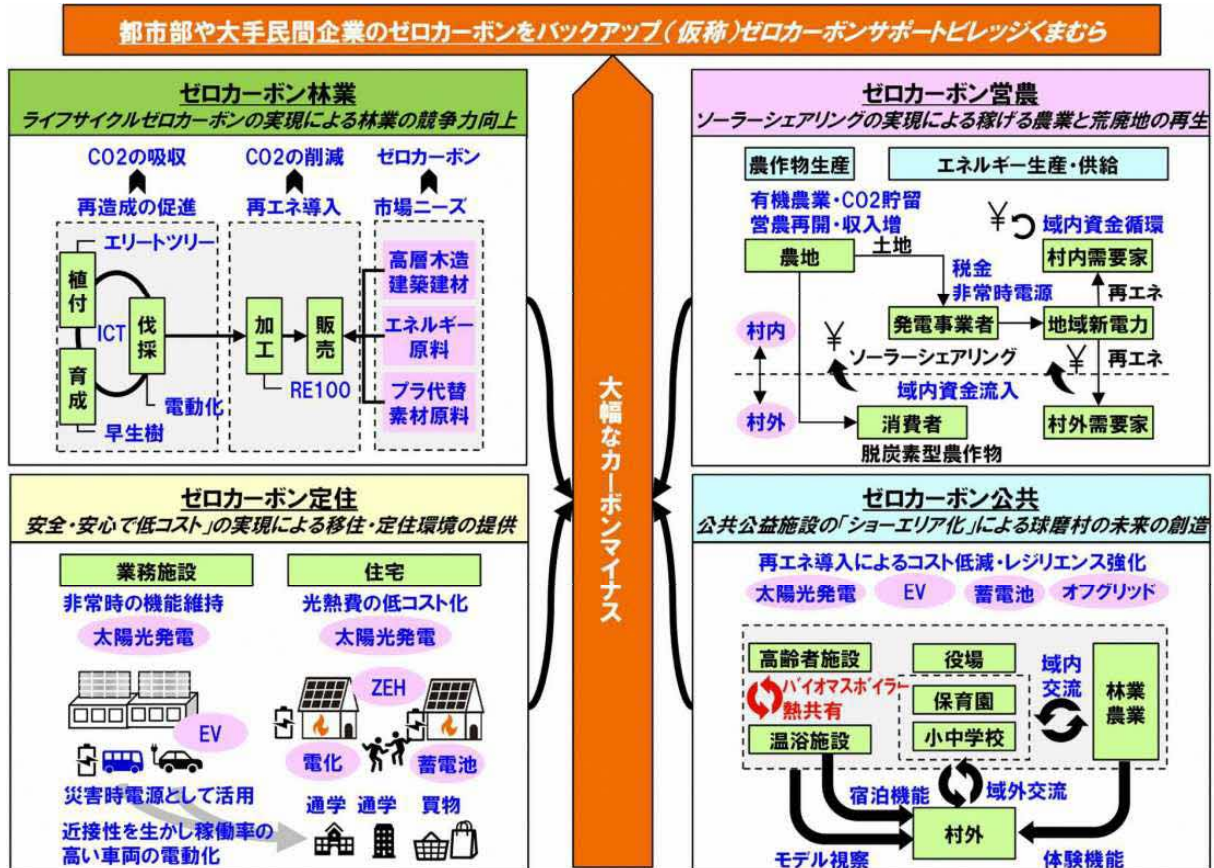 都市部や大手民間企業のゼロカーボンをバックアップ(仮称)ゼロカーボンサポートビレッジくまむら
ゼロカーボン林業
ライフサイクルゼロカーボンの実現による林業の競争力向上
CO2の吸収
CO2の削減
ゼロカーボン
再造成の促進
再エネ導入
市場ニーズ
エリートツリー
植付
ICT
伐採
育成
電動化
早生樹
加工
販売
RE100
高層木造
建築建材
エネルギー
原料
プラ代替
素材原料
ゼロカーボン営農
ソーラーシェアリングの実現による稼げる農業と荒廃地の再生
農作物生産
エネルギー生産・供給
有機農業・CO2貯留
営農再開・収入増
¥
域内資金循環
農地
土地
税金
非常時電源
村内需要家
再エネ
発電事業者
地域新電力
村内
¥
ソーラーシェアリング
¥
再エネ
域内資金流入
村外
消費者
村外需要家
脱炭素型農作物
大幅なカーボンマイナス
ゼロカーボン定住
安全・安心で低コスト」の実現による移住・定住環境の提供
業務施設
住宅
非常時の機能維持
光熱費の低コスト化
太陽光発電
太陽光発電
ZEH
EV
電化
蓄電池
災害時電源として活用
通学
通学
買物
近接性を生かし稼働率の
高い車両の電動化
ゼロカーボン公共
公共公益施設の「ショーエリア化」による球磨村の未来の創造
再エネ導入によるコスト低減・レジリエンス強化
太陽光発電
EV
蓄電池
オフグリッド
高齢者施設
役場
域内
交流
林業
農業
バイオマスボイラー
熱共有
保育園
温浴施設
小中学校
宿泊機能
域外交流
村外
モデル視察
体験機能